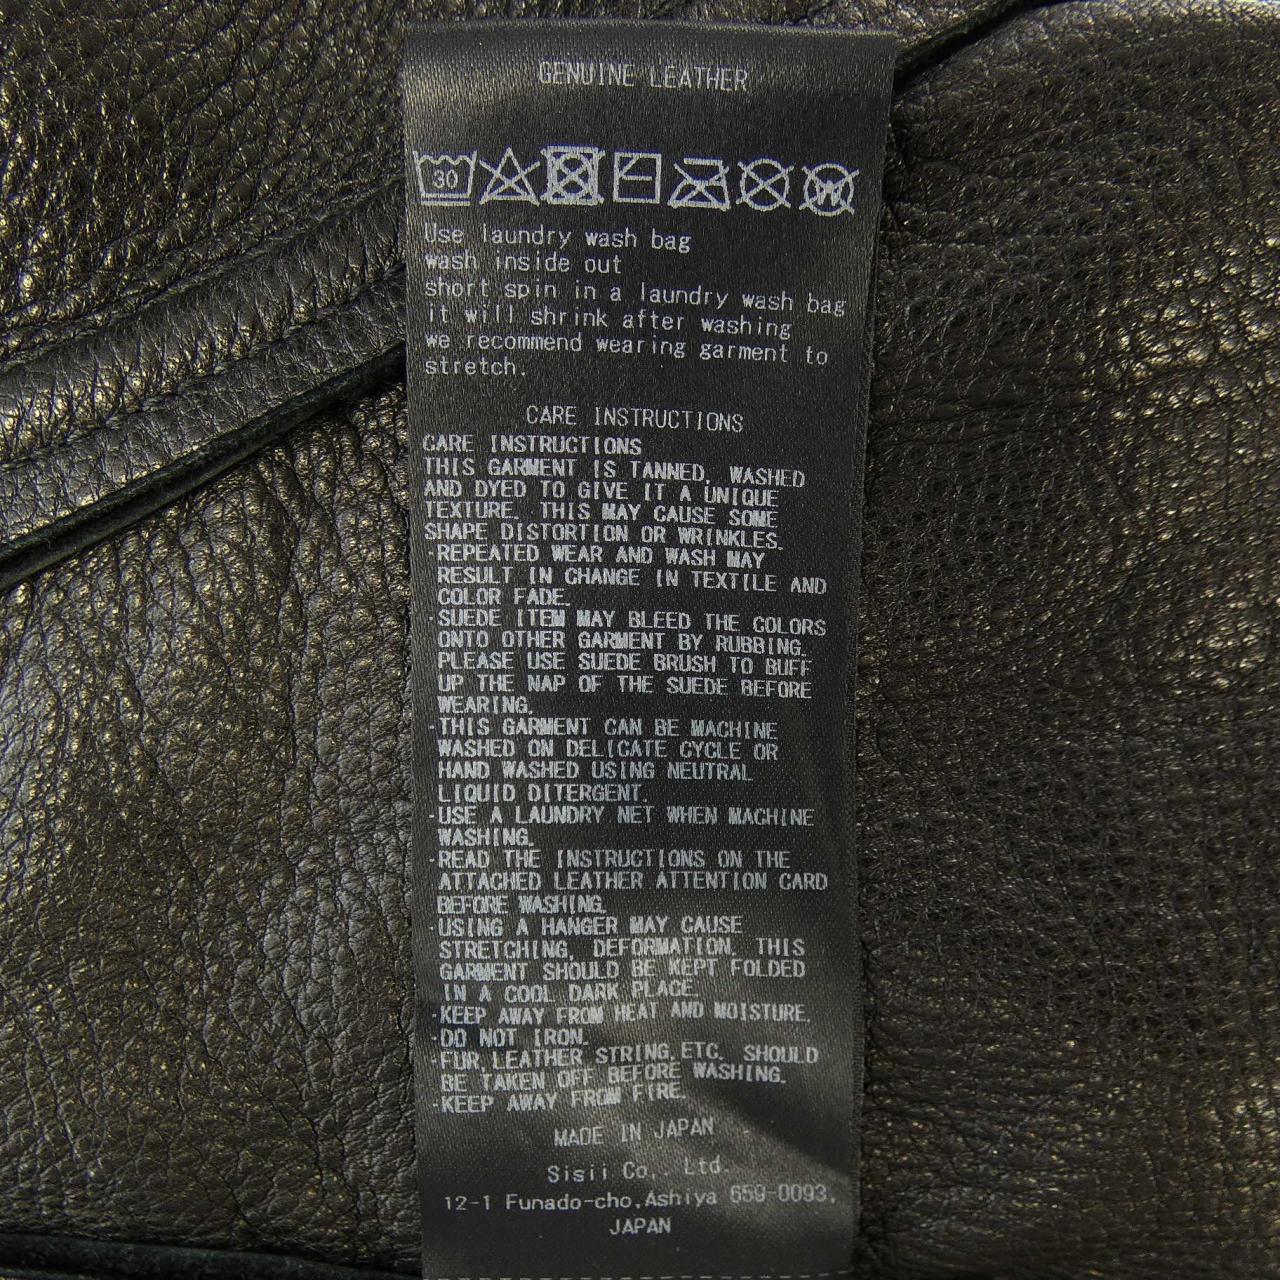 GENUINE LEATHER
30
W
Use laundry wash bag
wash inside out
short spin in a laundry wash bag
it will shrink after washing
we recommend wearing garment to
stretch.
CARE INSTRUCTIONS
CARE INSTRUCTIONS
THIS GARMENT IS TANNED, WASHED
AND DYED TO GIVE IT A UNIQUE
TEXTURE. THIS MAY CAUSE SOME
SHAPE DISTORTION OR WRINKLES.
·REPEATED WEAR AND WASH MAY
RESULT IN CHANGE IN TEXTILE AND
COLOR FADE.
·SUEDE ITEM MAY BLEED THE COLORS
ONTO OTHER GARMENT BY RUBBING.
PLEASE USE SUEDE BRUSH TO BUFF
UP THE NAP OF THE SUEDE BEFORE
WEARING.
·THIS GARMENT CAN BE MACHINE
WASHED ON DELICATE CYCLE OR
HAND WASHED USING NEUTRAL
LIQUID DITERGENT.
·USE A LAUNDRY NET WHEN MACHINE
WASHING.
·READ THE INSTRUCTIONS ON THE
ATTACHED LEATHER ATTENTION CARD
BEFORE WASHING.
·USING A HANGER MAY CAUSE
STRETCHING, DEFORMATION. THIS
GARMENT SHOULD BE KEPT FOLDED
IN A COOL DARK PLACE.
·KEEP AWAY FROM HEAT AND MOISTURE.
·DO NOT IRON.
·FUR,LEATHER STRING,ETC. SHOULD
BE TAKEN OFF BEFORE WASHING.
·KEEP AWAY FROM FIRE.
MADE IN JAPAN
Sisii Co,. Ltd.
12-1 Funado-cho,Ashiya 659-0093,
JAPAN